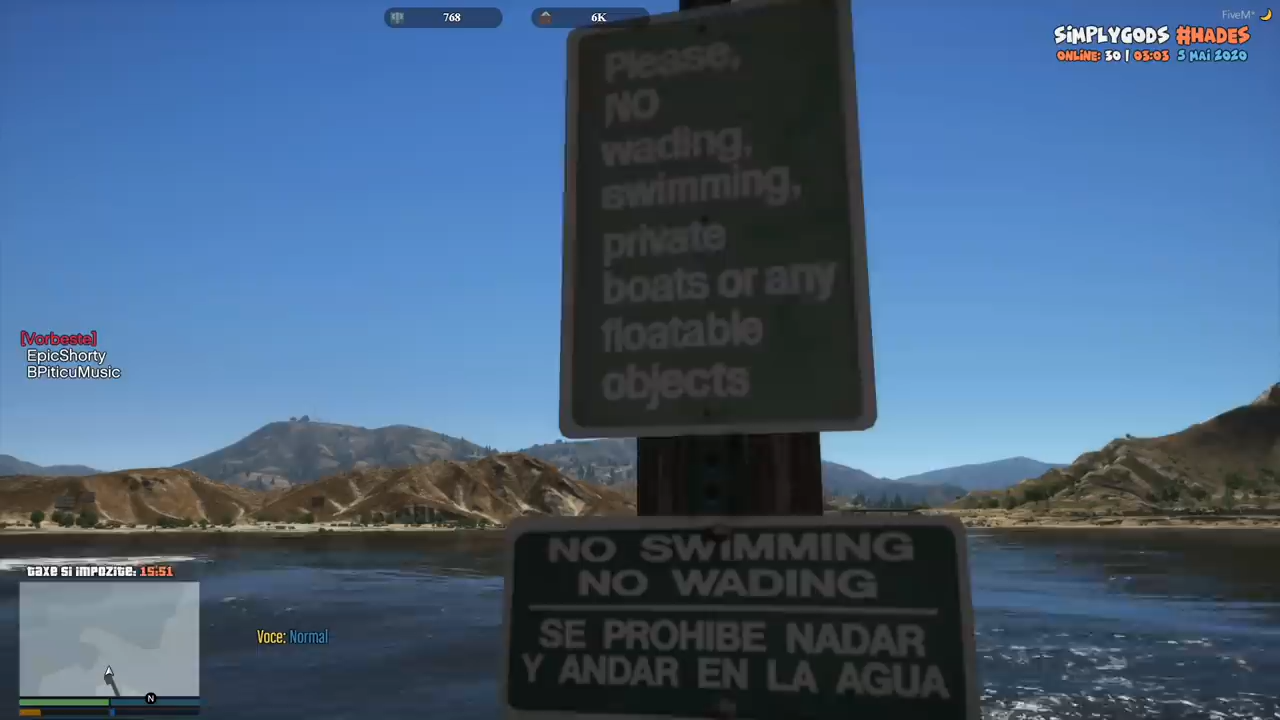 768
6K
FiveM®
SIMPLYGODS #HADES
ONLINE: 30 | 03:03 5 MAI 2020
Please,
NO
wading,
swimming,
private
boats or any
floatable
objects
[Vorbeste]
EpicShorty
BPiticuMusic
NO SWIMMING
NO WADING
SE PROHIBE NADAR
Y ANDAR EN LA AGUA
TAXE SI IMPOZITE: 15:51
Voce: Normal
N